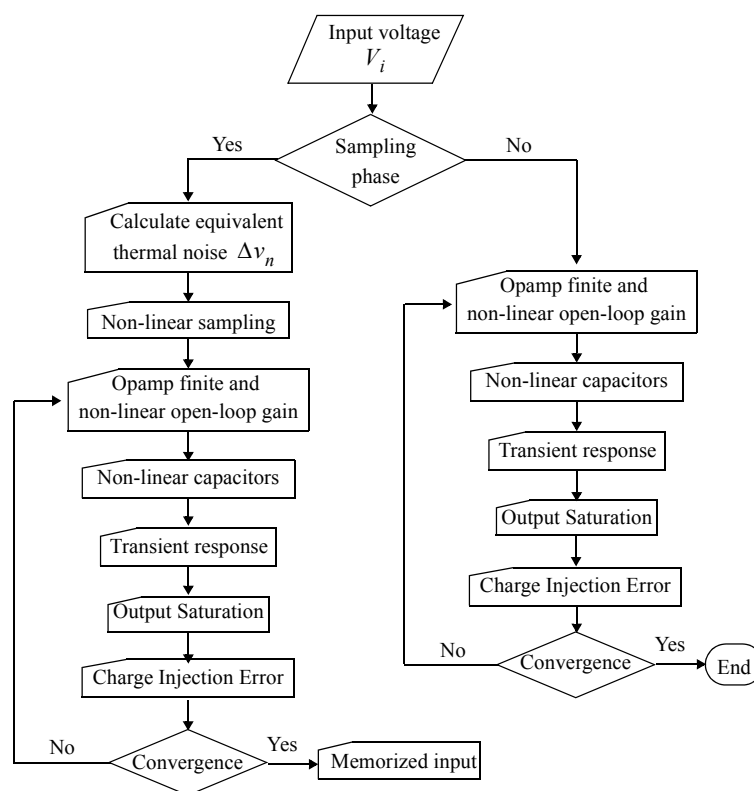 Input voltage
V_i
Sampling
phase
Yes
No
Calculate equivalent
thermal noise Δv_n
Non-linear sampling
Opamp finite and
non-linear open-loop gain
Non-linear capacitors
Transient response
Output Saturation
Charge Injection Error
Convergence
No
Yes
Memorized input
Opamp finite and
non-linear open-loop gain
Non-linear capacitors
Transient response
Output Saturation
Charge Injection Error
Convergence
No
Yes
End